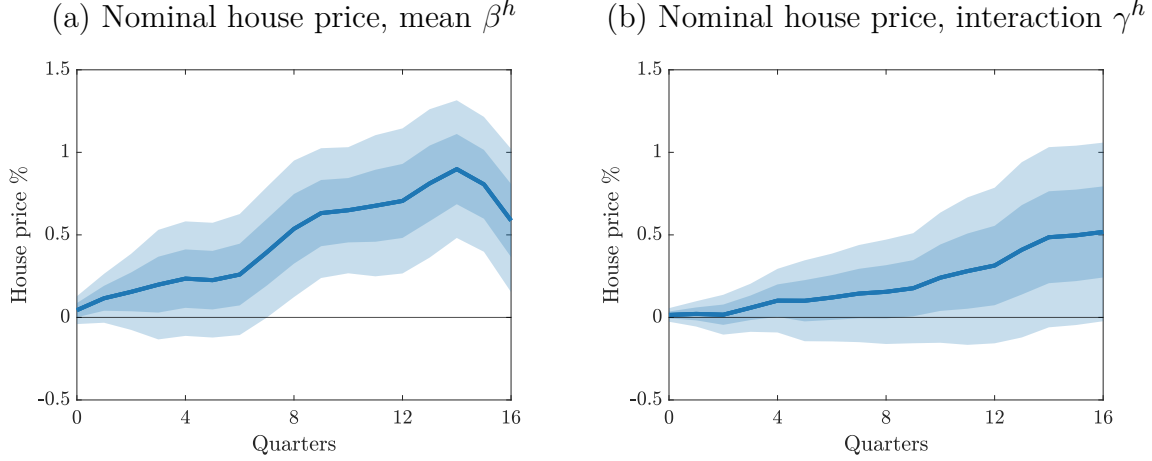 (a) Nominal house price, mean βʰ
1.5
1
0.5
0
-0.5
House price %
0 4 8 12 16
Quarters
(b) Nominal house price, interaction γʰ
1.5
1
0.5
0
-0.5
House price %
0 4 8 12 16
Quarters